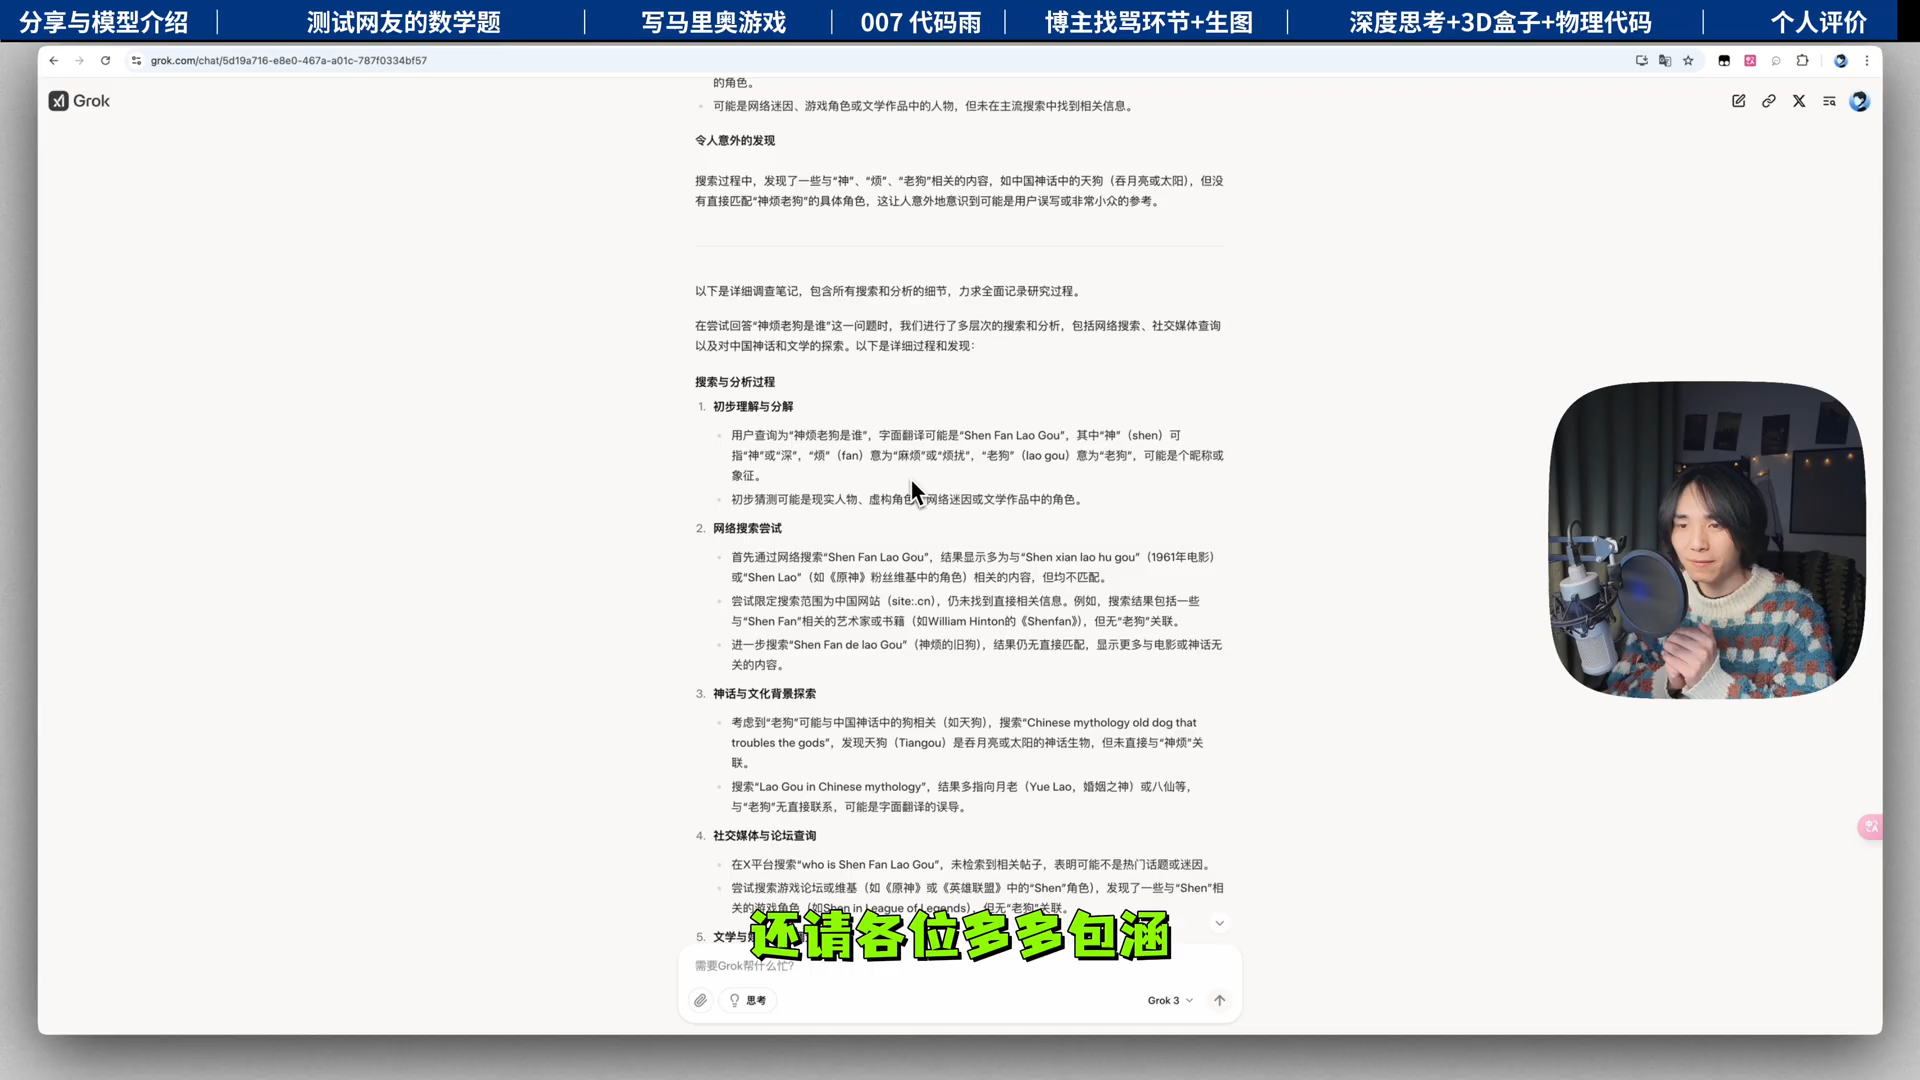 分享与模型介绍 | 测试网友的数学题 | 写马里奥游戏 | 007 代码雨 | 博主找骂环节+生图 | 深度思考+3D盒子+物理代码 | 个人评价
grok.com/chat/5d19a716-e8e0-467a-a01c-787f0334bf57
Grok
的角色。
可能是网络迷因、游戏角色或文学作品中的人物，但未在主流搜索中找到相关信息。
令人意外的发现
搜索过程中，发现了一些与“神”、“烦”、“老狗”相关的内容，如中国神话中的天狗（吞月亮或太阳），但没
有直接匹配“神烦老狗”的具体角色，这让人意外地意识到可能是用户误写或非常小众的参考。
以下是详细调查笔记，包含所有搜索和分析的细节，力求全面记录研究过程。
在尝试回答“神烦老狗是谁”这一问题时，我们进行了多层次的搜索和分析，包括网络搜索、社交媒体查询
以及对中国神话和文学的探索。以下是详细过程和发现：
搜索与分析过程
1. 初步理解与分解
用户查询为“神烦老狗是谁”，字面翻译可能是“Shen Fan Lao Gou”，其中“神”（shen）可
指“神”或“深”，“烦”（fan）意为“麻烦”或“烦扰”，“老狗”（lao gou）意为“老狗”，可能是个昵称或
象征。
初步猜测可能是现实人物、虚构角色、网络迷因或文学作品中的角色。
2. 网络搜索尝试
首先通过网络搜索“Shen Fan Lao Gou”，结果显示多为与“Shen xian lao hu gou”（1961年电影）
或“Shen Lao”（如《原神》粉丝维基中的角色）相关的内容，但均不匹配。
尝试限定搜索范围为中国网站（site:.cn），仍未找到直接相关信息。例如，搜索结果包括一些
与“Shen Fan”相关的艺术家或书籍（如William Hinton的《Shenfan》），但无“老狗”关联。
进一步搜索“Shen Fan de lao Gou”（神烦的旧狗），结果仍无直接匹配，显示更多与电影或神话无
关的内容。
3. 神话与文化背景探索
考虑到“老狗”可能与中国神话中的狗相关（如天狗），搜索“Chinese mythology old dog that
troubles the gods”，发现天狗（Tiangou）是吞月亮或太阳的神话生物，但未直接与“神烦”关
联。
搜索“Lao Gou in Chinese mythology”，结果多指向月老（Yue Lao，婚姻之神）或八仙等，
与“老狗”无直接联系，可能是字面翻译的误导。
4. 社交媒体与论坛查询
在X平台搜索“who is Shen Fan Lao Gou”，未检索到相关帖子，表明可能不是热门话题或迷因。
尝试搜索游戏论坛或维基（如《原神》或《英雄联盟》中的“Shen”角色），发现了一些与“Shen”相
关的游戏角色（如Shen in League of Legends），但无“老狗”关联。
5. 文学与
还请各位多多包涵
需要Grok帮什么忙?
思考
Grok 3